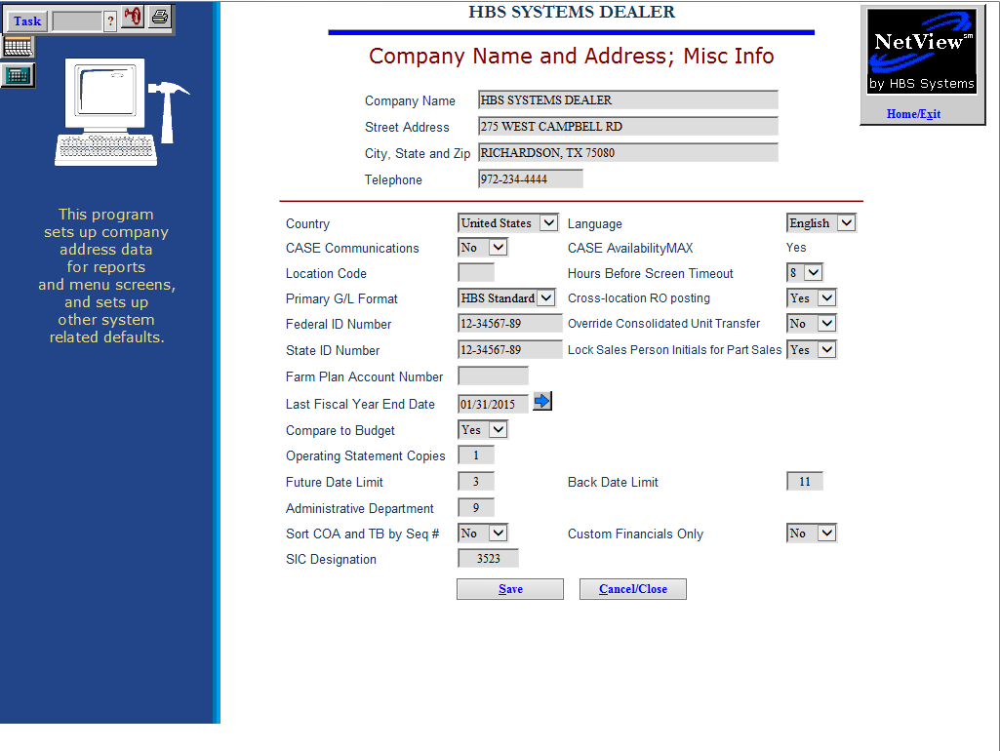 HBS SYSTEMS DEALER
Task ?
NetView℠
by HBS Systems
Home/Exit
Company Name and Address; Misc Info
Company Name HBS SYSTEMS DEALER
Street Address 275 WEST CAMPBELL RD
City, State and Zip RICHARDSON, TX 75080
Telephone 972-234-4444
This program
sets up company
address data
for reports
and menu screens,
and sets up
other system
related defaults.
Country United States Language English
CASE Communications No CASE AvailabilityMAX Yes
Location Code Hours Before Screen Timeout 8
Primary G/L Format HBS Standard Cross-location RO posting Yes
Federal ID Number 12-34567-89 Override Consolidated Unit Transfer No
State ID Number 12-34567-89 Lock Sales Person Initials for Part Sales Yes
Farm Plan Account Number
Last Fiscal Year End Date 01/31/2015
Compare to Budget Yes
Operating Statement Copies 1
Future Date Limit 3 Back Date Limit 11
Administrative Department 9
Sort COA and TB by Seq # No Custom Financials Only No
SIC Designation 3523
Save Cancel/Close